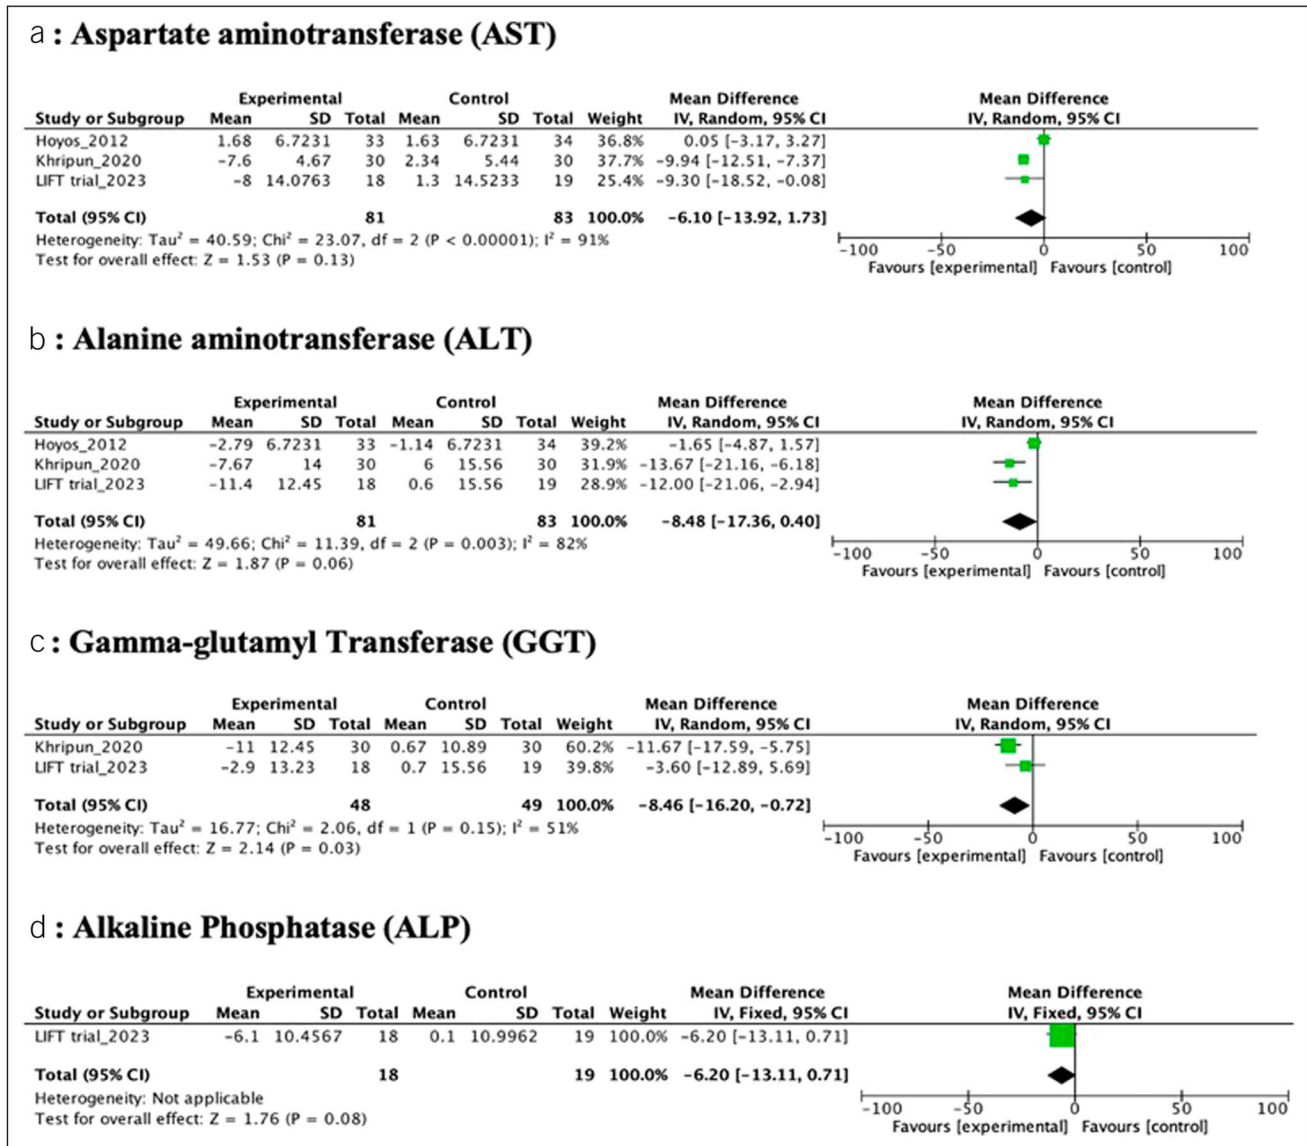 a : Aspartate aminotransferase (AST)
Experimental Control Mean Difference Mean Difference
Study or Subgroup Mean SD Total Mean SD Total Weight IV, Random, 95% CI IV, Random, 95% CI
Hoyos_2012 1.68 6.7231 33 1.63 6.7231 34 36.8% 0.05 [−3.17, 3.27]
Khripun_2020 −7.6 4.67 30 2.34 5.44 30 37.7% −9.94 [−12.51, −7.37]
LIFT trial_2023 −8 14.0763 18 1.3 14.5233 19 25.4% −9.30 [−18.52, −0.08]
Total (95% CI) 81 83 100.0% −6.10 [−13.92, 1.73]
Heterogeneity: Tau² = 40.59; Chi² = 23.07, df = 2 (P < 0.00001); I² = 91%
Test for overall effect: Z = 1.53 (P = 0.13)
−100 −50 0 50 100
Favours [experimental] Favours [control]
b : Alanine aminotransferase (ALT)
Experimental Control Mean Difference Mean Difference
Study or Subgroup Mean SD Total Mean SD Total Weight IV, Random, 95% CI IV, Random, 95% CI
Hoyos_2012 −2.79 6.7231 33 −1.14 6.7231 34 39.2% −1.65 [−4.87, 1.57]
Khripun_2020 −7.67 14 30 6 15.56 30 31.9% −13.67 [−21.16, −6.18]
LIFT trial_2023 −11.4 12.45 18 0.6 15.56 19 28.9% −12.00 [−21.06, −2.94]
Total (95% CI) 81 83 100.0% −8.48 [−17.36, 0.40]
Heterogeneity: Tau² = 49.66; Chi² = 11.39, df = 2 (P = 0.003); I² = 82%
Test for overall effect: Z = 1.87 (P = 0.06)
−100 −50 0 50 100
Favours [experimental] Favours [control]
c : Gamma-glutamyl Transferase (GGT)
Experimental Control Mean Difference Mean Difference
Study or Subgroup Mean SD Total Mean SD Total Weight IV, Random, 95% CI IV, Random, 95% CI
Khripun_2020 −11 12.45 30 0.67 10.89 30 60.2% −11.67 [−17.59, −5.75]
LIFT trial_2023 −2.9 13.23 18 0.7 15.56 19 39.8% −3.60 [−12.89, 5.69]
Total (95% CI) 48 49 100.0% −8.46 [−16.20, −0.72]
Heterogeneity: Tau² = 16.77; Chi² = 2.06, df = 1 (P = 0.15); I² = 51%
Test for overall effect: Z = 2.14 (P = 0.03)
−100 −50 0 50 100
Favours [experimental] Favours [control]
d : Alkaline Phosphatase (ALP)
Experimental Control Mean Difference Mean Difference
Study or Subgroup Mean SD Total Mean SD Total Weight IV, Fixed, 95% CI IV, Fixed, 95% CI
LIFT trial_2023 −6.1 10.4567 18 0.1 10.9962 19 100.0% −6.20 [−13.11, 0.71]
Total (95% CI) 18 19 100.0% −6.20 [−13.11, 0.71]
Heterogeneity: Not applicable
Test for overall effect: Z = 1.76 (P = 0.08)
−100 −50 0 50 100
Favours [experimental] Favours [control]